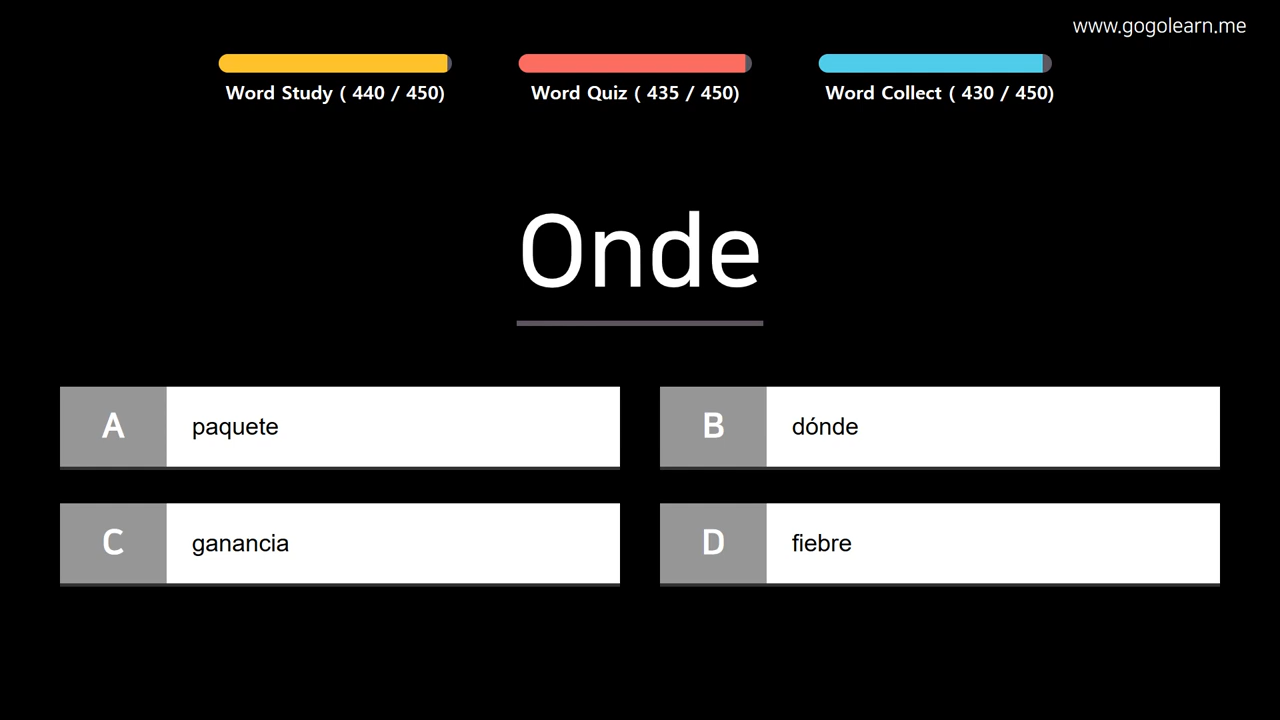 www.gogolearn.me
Word Study ( 440 / 450)
Word Quiz ( 435 / 450)
Word Collect ( 430 / 450)
Onde
A paquete
B dónde
C ganancia
D fiebre